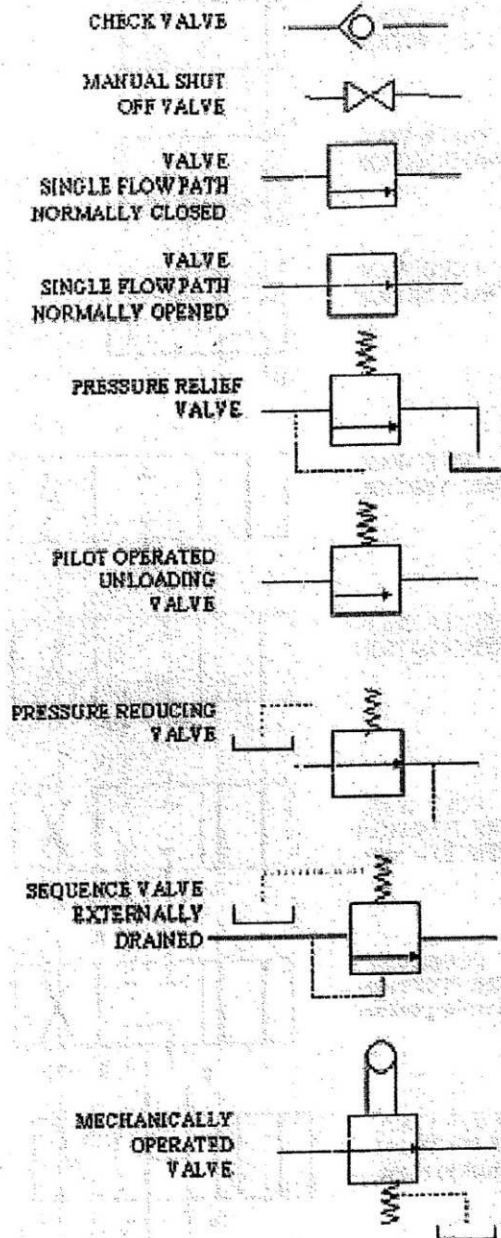 CHECK VALVE
MANUAL SHUT
OFF VALVE
VALVE
SINGLE FLOW PATH
NORMALLY CLOSED
VALVE
SINGLE FLOW PATH
NORMALLY OPENED
PRESSURE RELIEF
VALVE
PILOT OPERATED
UNLOADING
VALVE
PRESSURE REDUCING
VALVE
SEQUENCE VALVE
EXTERNALLY
DRAINED
MECHANICALLY
OPERATED
VALVE